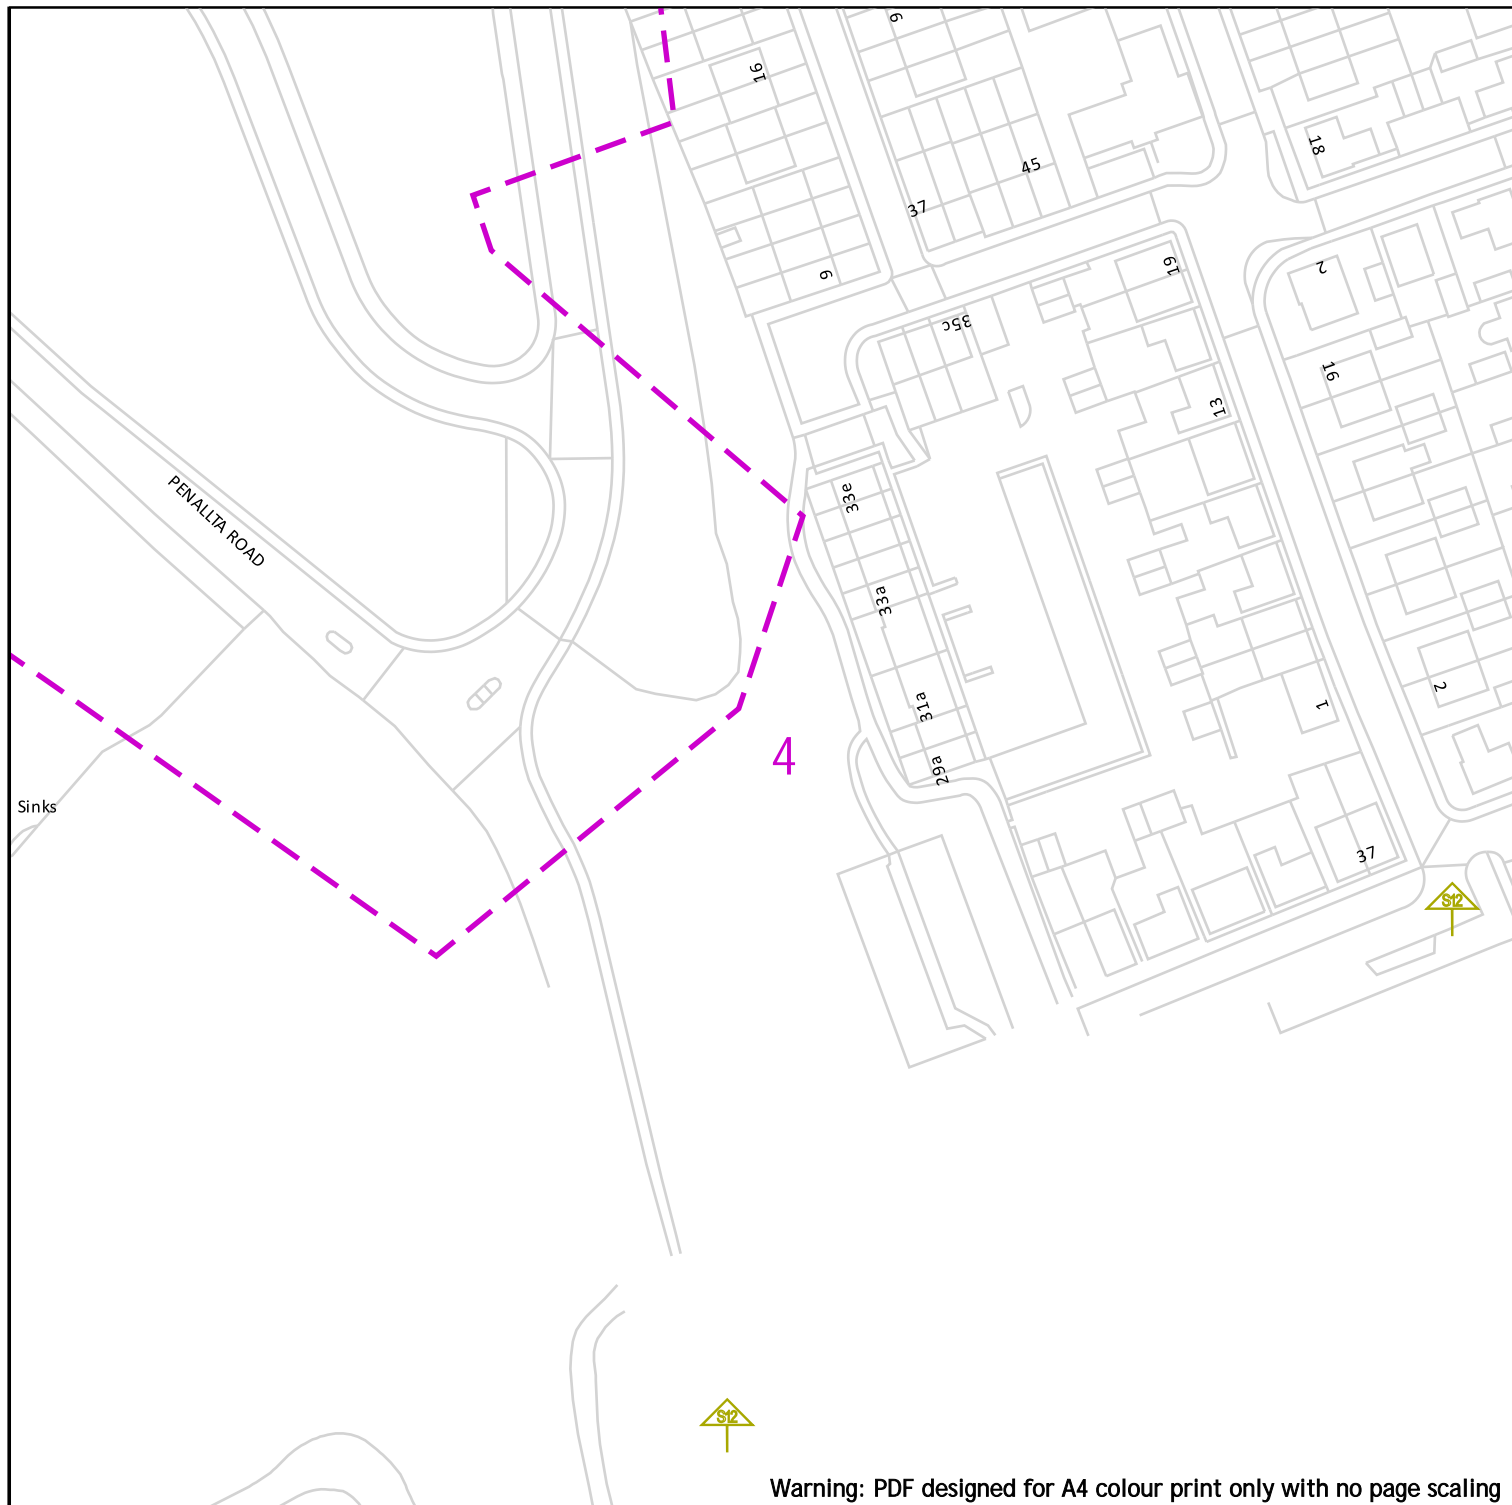 6
16
45
18
37
19
2
9
35c
16
13
33e
PENALLTA ROAD
33a
2
31a
1
4
29a
Sinks
37
S12
S12
Warning: PDF designed for A4 colour print only with no page scaling